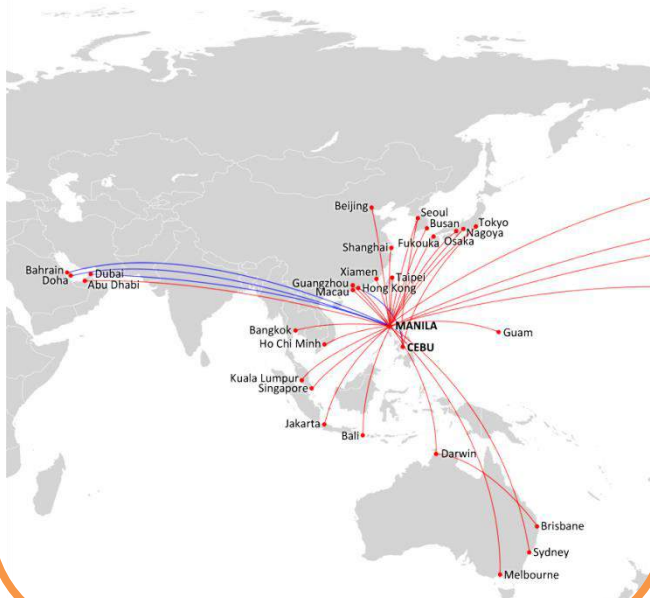 Beijing
Seoul
Busan
Tokyo
Nagoya
Shanghai
Fukouka
Osaka
Xiamen
Taipei
Bahrain
Dubai
Doha
Abu Dhabi
Guangzhou
Hong Kong
Macau
Bangkok
MANILA
Guam
Ho Chi Minh
CEBU
Kuala Lumpur
Singapore
Jakarta
Bali
Darwin
Brisbane
Sydney
Melbourne